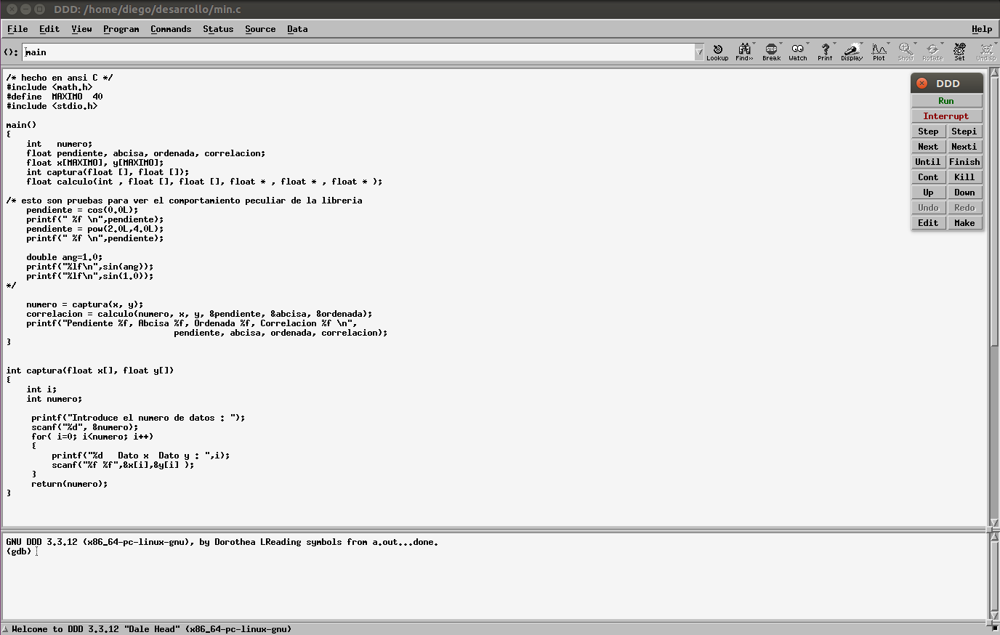 DDD: /home/diego/desarrollo/min.c
File Edit View Program Commands Status Source Data Help
(): main
Lookup Find» Break Watch Print Display Plot Show Rotate Set Undisp
/* hecho en ansi C */
#include <math.h>
#define  MAXIMO  40
#include <stdio.h>
main()
{
    int   numero;
    float pendiente, abcisa, ordenada, correlacion;
    float x[MAXIMO], y[MAXIMO];
    int captura(float [], float []);
    float calculo(int , float [], float [], float * , float * , float * );
/* esto son pruebas para ver el comportamiento peculiar de la libreria
    pendiente = cos(0.0L);
    printf(" %f \n",pendiente);
    pendiente = pow(2.0L,4.0L);
    printf(" %f \n",pendiente);
    double ang=1.0;
    printf("%lf\n",sin(ang));
    printf("%lf\n",sin(1.0));
*/
    numero = captura(x, y);
    correlacion = calculo(numero, x, y, &pendiente, &abcisa, &ordenada);
    printf("Pendiente %f, Abcisa %f, Ordenada %f, Correlacion %f \n",
                                 pendiente, abcisa, ordenada, correlacion);
}
int captura(float x[], float y[])
{
    int i;
    int numero;
     printf("Introduce el numero de datos : ");
     scanf("%d", &numero);
     for( i=0; i<numero; i++)
     {
         printf("%d   Dato x  Dato y : ",i);
         scanf("%f %f",&x[i],&y[i] );
     }
     return(numero);
}
DDD
Run
Interrupt
Step Stepi
Next Nexti
Until Finish
Cont Kill
Up Down
Undo Redo
Edit Make
GNU DDD 3.3.12 (x86_64-pc-linux-gnu), by Dorothea LReading symbols from a.out...done.
(gdb)
Welcome to DDD 3.3.12 "Dale Head" (x86_64-pc-linux-gnu)